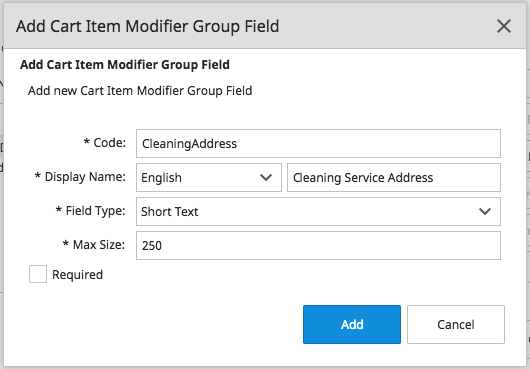 Add Cart Item Modifier Group Field
Add Cart Item Modifier Group Field
Add new Cart Item Modifier Group Field
* Code: CleaningAddress
* Display Name: English Cleaning Service Address
* Field Type: Short Text
* Max Size: 250
Required
Add Cancel